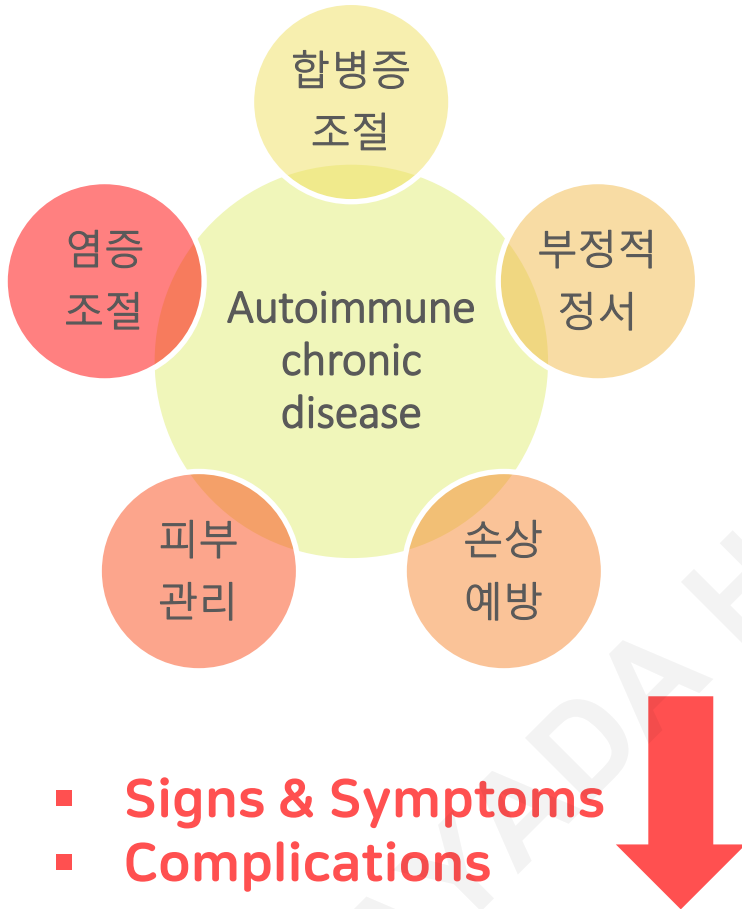 합병증
조절
염증
조절
부정적
정서
Autoimmune
chronic
disease
피부
관리
손상
예방
▪ Signs & Symptoms
▪ Complications
YADA H